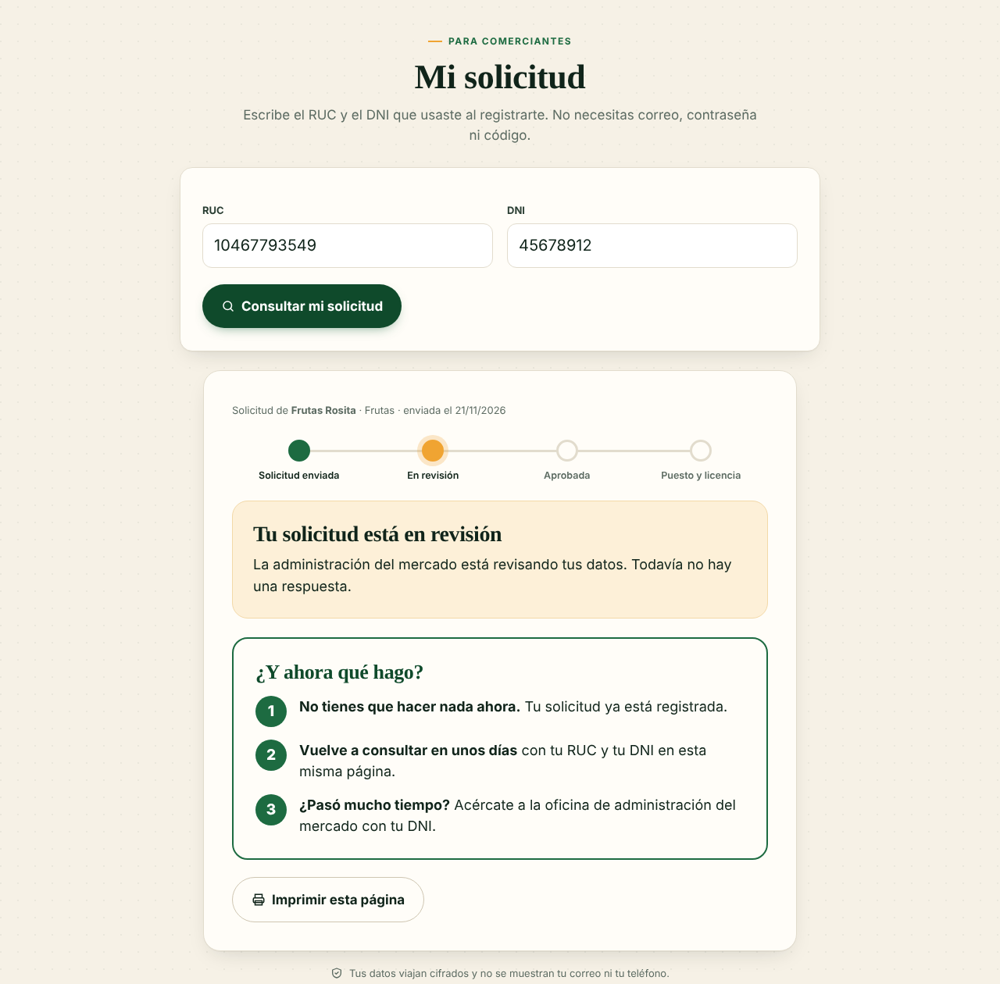 PARA COMERCIANTES
Mi solicitud
Escribe el RUC y el DNI que usaste al registrarte. No necesitas correo, contraseña
ni código.
RUC
DNI
10467793549
45678912
Consultar mi solicitud
Solicitud de Frutas Rosita · Frutas · enviada el 21/11/2026
Solicitud enviada
En revisión
Aprobada
Puesto y licencia
Tu solicitud está en revisión
La administración del mercado está revisando tus datos. Todavía no hay
una respuesta.
¿Y ahora qué hago?
1 No tienes que hacer nada ahora. Tu solicitud ya está registrada.
2 Vuelve a consultar en unos días con tu RUC y tu DNI en esta
misma página.
3 ¿Pasó mucho tiempo? Acércate a la oficina de administración del
mercado con tu DNI.
Imprimir esta página
Tus datos viajan cifrados y no se muestran tu correo ni tu teléfono.